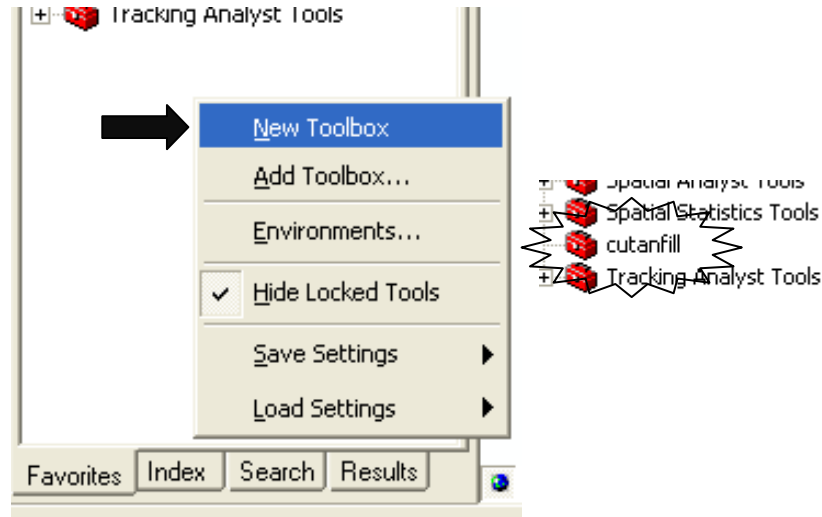 Tracking Analyst Tools
New Toolbox
Add Toolbox...
Environments...
Hide Locked Tools
Save Settings
Load Settings
Favorites Index Search Results
Spatial Analyst Tools
Spatial Statistics Tools
cutanfill
Tracking Analyst Tools